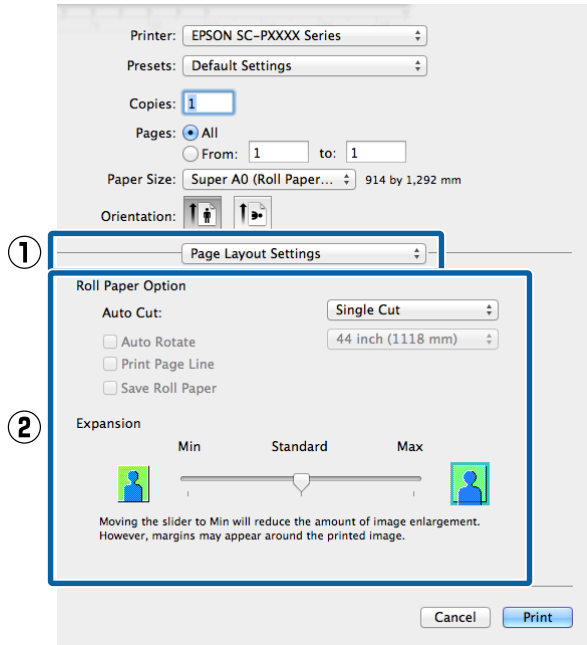 Printer: EPSON SC-PXXXX Series
Presets: Default Settings
Copies: 1
Pages: All
From: 1 to: 1
Paper Size: Super A0 (Roll Paper... 914 by 1,292 mm
Orientation:
1
Page Layout Settings
Roll Paper Option
Auto Cut: Single Cut
Auto Rotate 44 inch (1118 mm)
Print Page Line
Save Roll Paper
2
Expansion
Min Standard Max
Moving the slider to Min will reduce the amount of image enlargement.
However, margins may appear around the printed image.
Cancel Print